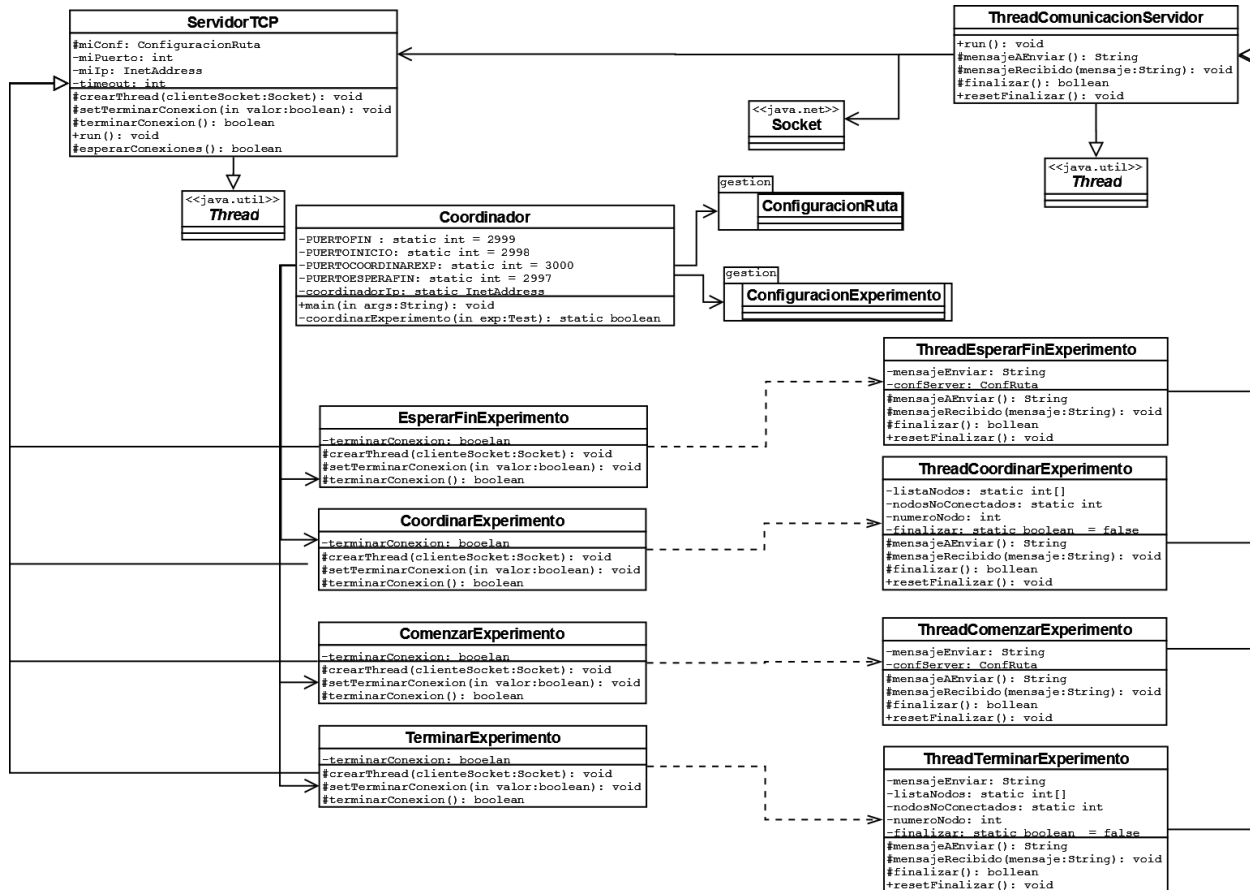 ServidorTCP
#miConf: ConfiguracionRuta
-miPuerto: int
-miIp: InetAddress
-timeout: int
#crearThread(clienteSocket:Socket): void
#setTerminarConexion(in valor:boolean): void
#terminarConexion(): boolean
+run(): void
#esperarConexiones(): boolean
ThreadComunicacionServidor
+run(): void
#mensajeAEnviar(): String
#mensajeRecibido(mensaje:String): void
#finalizar(): bollean
+resetFinalizar(): void
<<java.net>>
Socket
<<java.util>>
Thread
<<java.util>>
Thread
Coordinador
-PUERTOFIN : static int = 2999
-PUERTOINICIO: static int = 2998
-PUERTOCOORDINAREXP: static int = 3000
-PUERTOESPERAFIN: static int = 2997
-coordinadorIp: static InetAddress
+main(in args:String): void
-coordinarExperimento(in exp:Test): static boolean
gestion
ConfiguracionRuta
gestion
ConfiguracionExperimento
EsperarFinExperimento
-terminarConexion: booelan
#crearThread(clienteSocket:Socket): void
#setTerminarConexion(in valor:boolean): void
#terminarConexion(): boolean
ThreadEsperarFinExperimento
-mensajeEnviar: String
-confServer: ConfRuta
#mensajeAEnviar(): String
#mensajeRecibido(mensaje:String): void
#finalizar(): bollean
+resetFinalizar(): void
CoordinarExperimento
-terminarConexion: booelan
#crearThread(clienteSocket:Socket): void
#setTerminarConexion(in valor:boolean): void
#terminarConexion(): boolean
ThreadCoordinarExperimento
-listaNodos: static int[]
-nodosNoConectados: static int
-numeroNodo: int
-finalizar: static boolean = false
#mensajeAEnviar(): String
#mensajeRecibido(mensaje:String): void
#finalizar(): bollean
+resetFinalizar(): void
ComenzarExperimento
-terminarConexion: booelan
#crearThread(clienteSocket:Socket): void
#setTerminarConexion(in valor:boolean): void
#terminarConexion(): boolean
ThreadComenzarExperimento
-mensajeEnviar: String
-confServer: ConfRuta
#mensajeAEnviar(): String
#mensajeRecibido(mensaje:String): void
#finalizar(): bollean
+resetFinalizar(): void
TerminarExperimento
-terminarConexion: booelan
#crearThread(clienteSocket:Socket): void
#setTerminarConexion(in valor:boolean): void
#terminarConexion(): boolean
ThreadTerminarExperimento
-mensajeEnviar: String
-listaNodos: static int[]
-nodosNoConectados: static int
-numeroNodo: int
-finalizar: static boolean = false
#mensajeAEnviar(): String
#mensajeRecibido(mensaje:String): void
#finalizar(): bollean
+resetFinalizar(): void